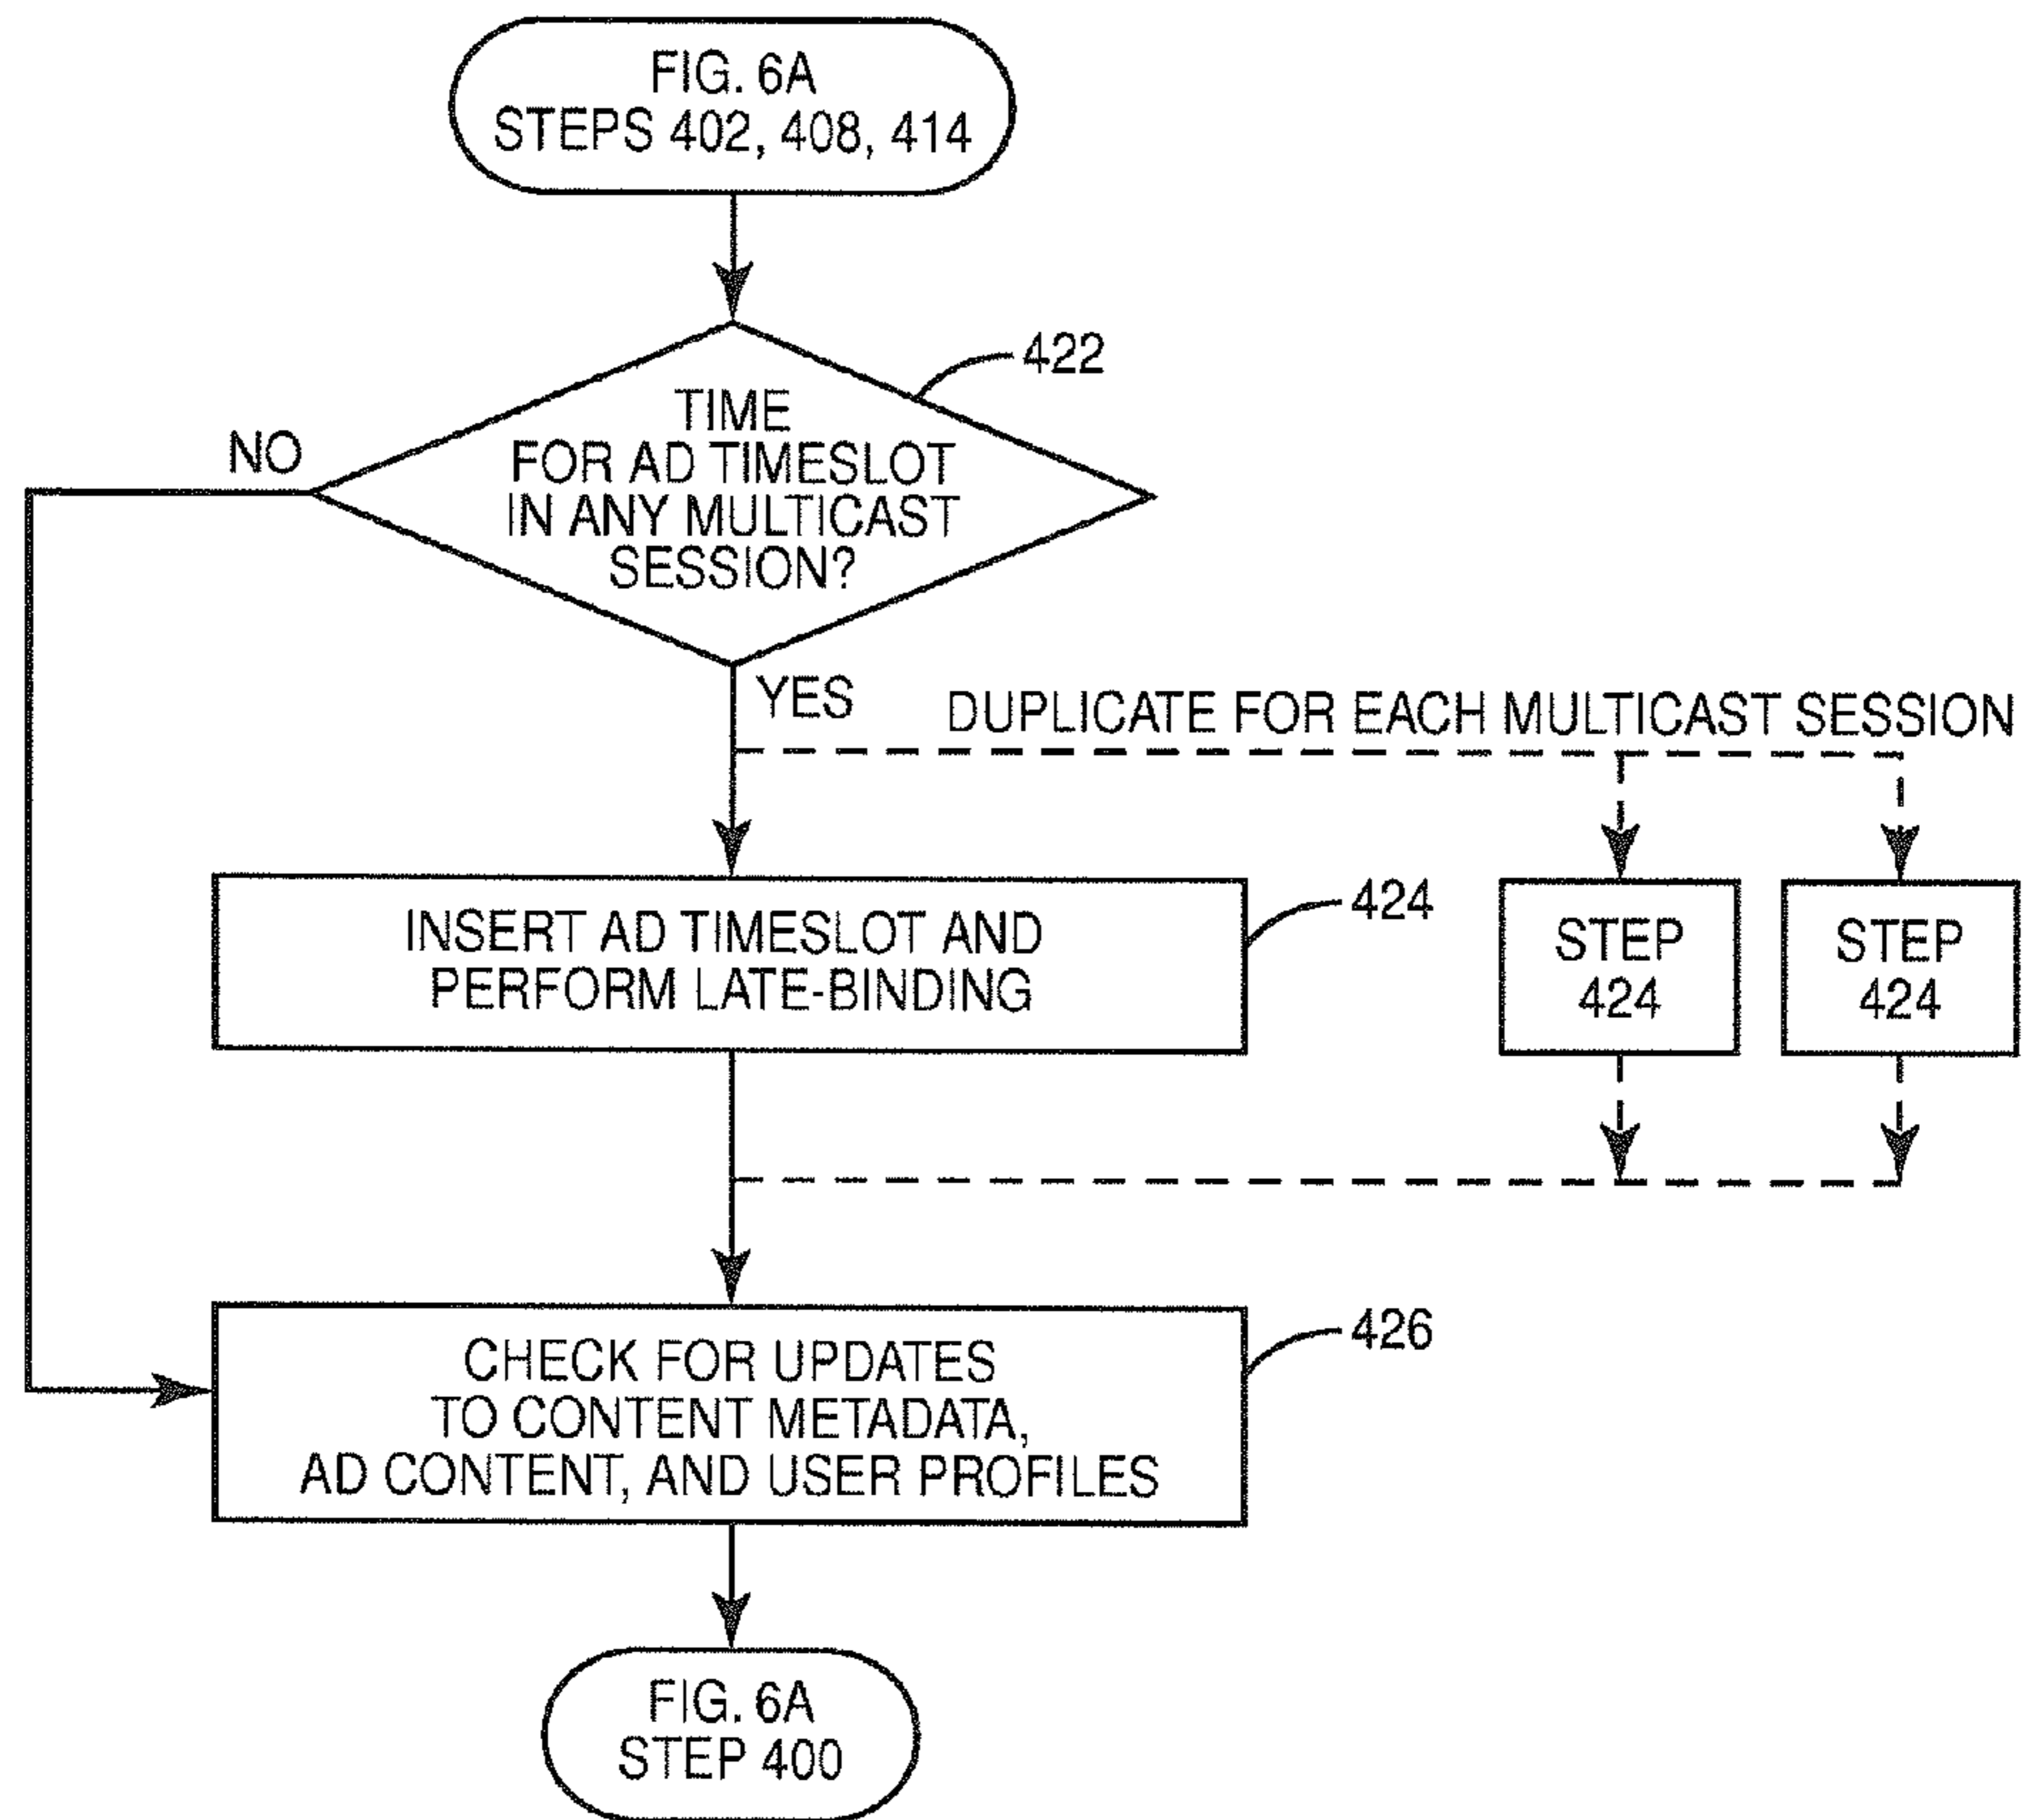 FIG. 6A
STEPS 402, 408, 414
422
TIME
FOR AD TIMESLOT
IN ANY MULTICAST
SESSION?
NO
YES
DUPLICATE FOR EACH MULTICAST SESSION
INSERT AD TIMESLOT AND
PERFORM LATE-BINDING
424
STEP
424
STEP
424
CHECK FOR UPDATES
TO CONTENT METADATA,
AD CONTENT, AND USER PROFILES
426
FIG. 6A
STEP 400